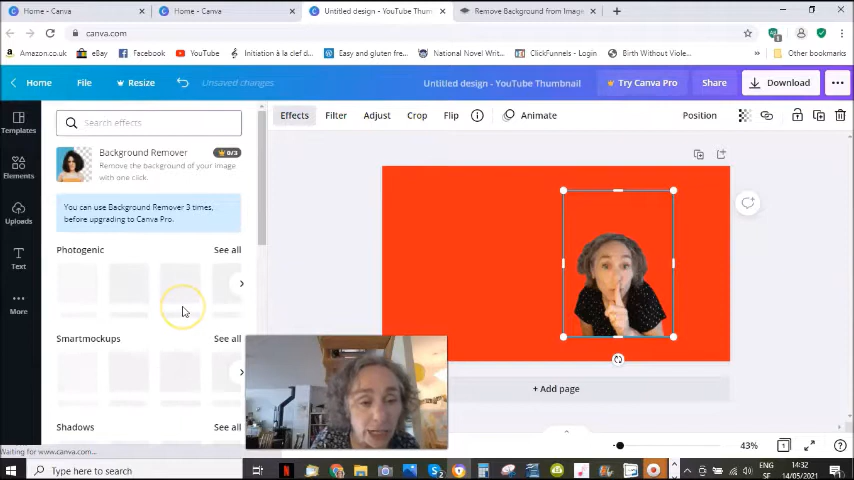 Home - Canva
Home - Canva
Untitled design - YouTube Thum
Remove Background from Image
canva.com
Amazon.co.uk
eBay
Facebook
YouTube
Initiation à la clef d...
Easy and gluten free...
National Novel Writ...
ClickFunnels - Login
Birth Without Viole...
Other bookmarks
Home
File
Resize
Unsaved changes
Untitled design - YouTube Thumbnail
Try Canva Pro
Share
Download
Effects
Filter
Adjust
Crop
Flip
Animate
Position
Templates
Elements
Uploads
Text
More
Search effects
Background Remover
0/3
Remove the background of your image
with one click.
You can use Background Remover 3 times,
before upgrading to Canva Pro.
Photogenic
See all
Smartmockups
See all
Shadows
See all
+ Add page
Waiting for www.canva.com...
43%
1
Type here to search
ENG
SF
14:32
14/05/2021